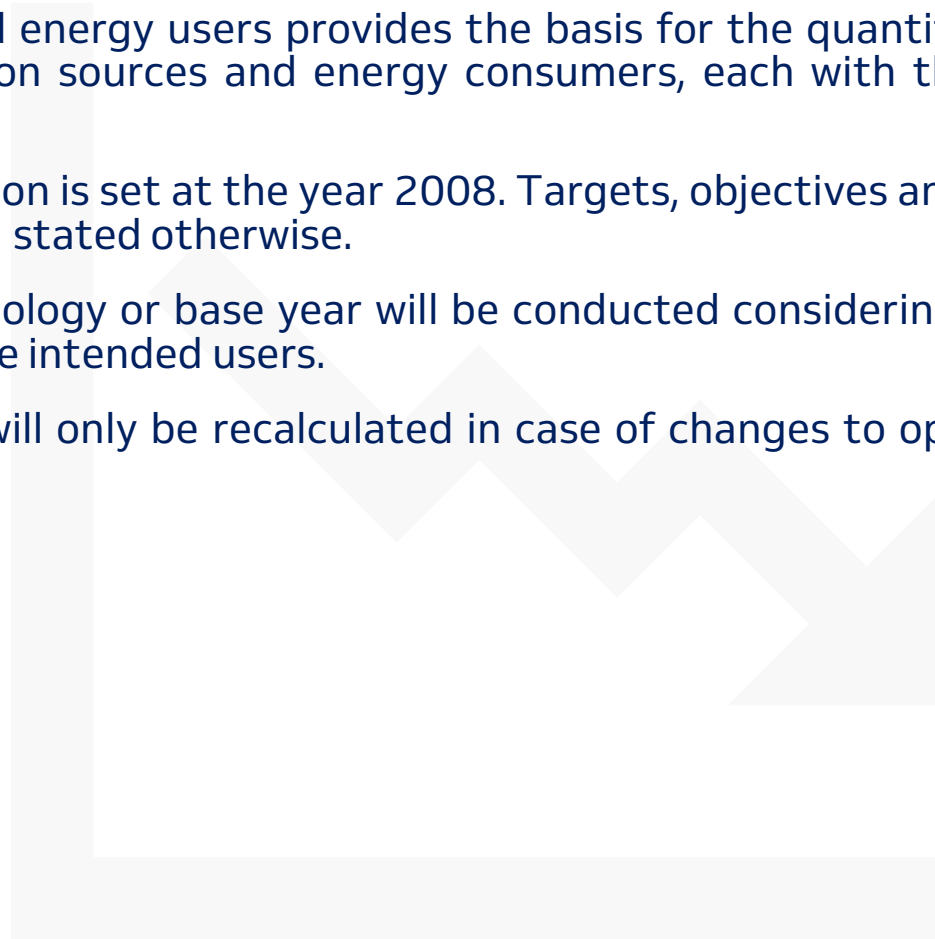 energy users provides the basis for the quanti
on sources and energy consumers, each with t
on is set at the year 2008. Targets, objectives a
stated otherwise.
ology or base year will be conducted considerin
e intended users.
will only be recalculated in case of changes to op